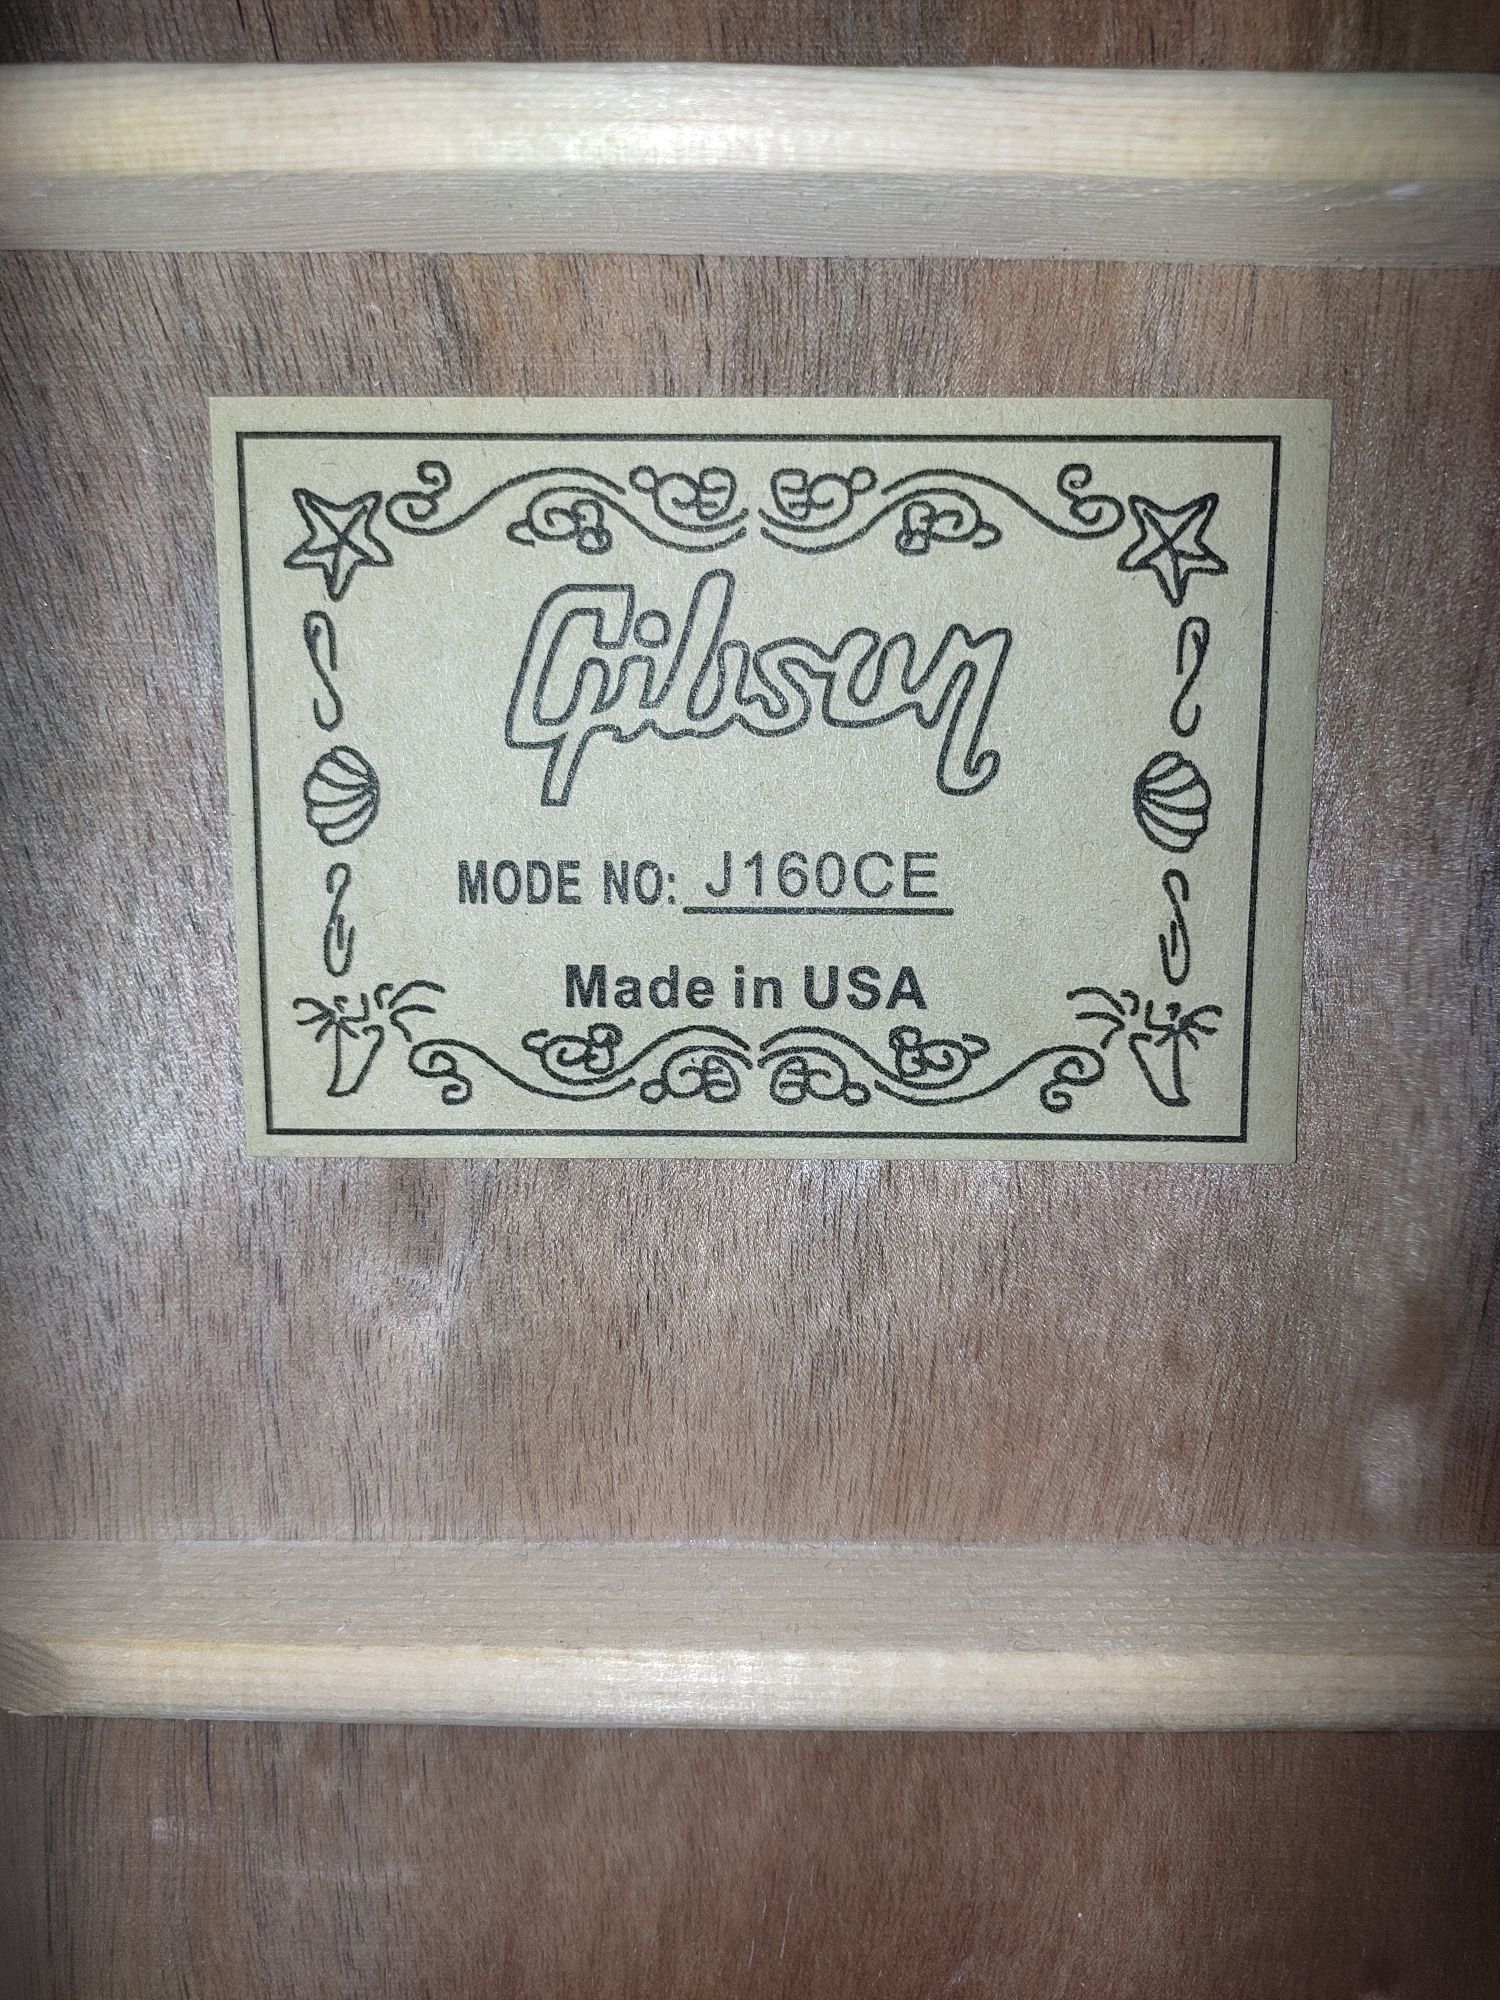 Gibson
MODE NO: J160CE
Made in USA